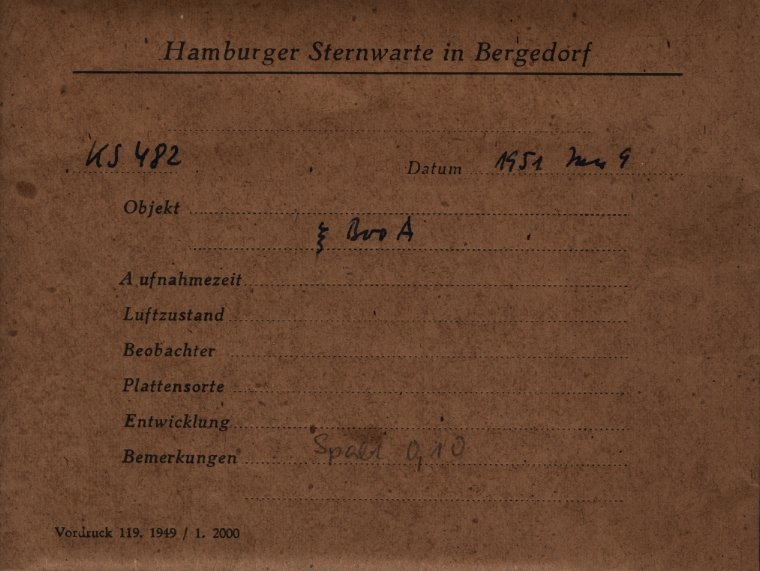 Hamburger Sternwarte in Bergedorf
KS 482 Datum 1951 9
Objekt
ξ Boo A
Aufnahmezeit
Luftzustand
Beobachter
Plattensorte
Entwicklung
Bemerkungen Spalt 0,10
Vordruck 119. 1949 / 1. 2000